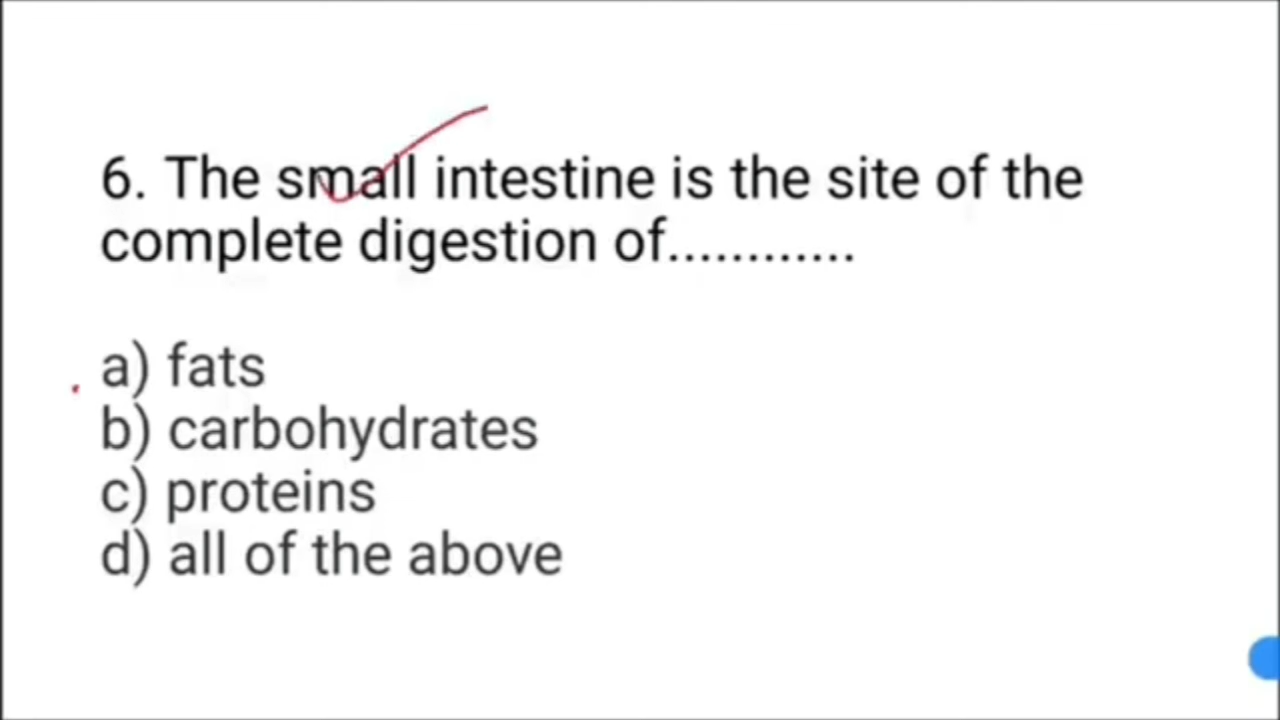 6. The small intestine is the site of the
complete digestion of............
a) fats
b) carbohydrates
c) proteins
d) all of the above